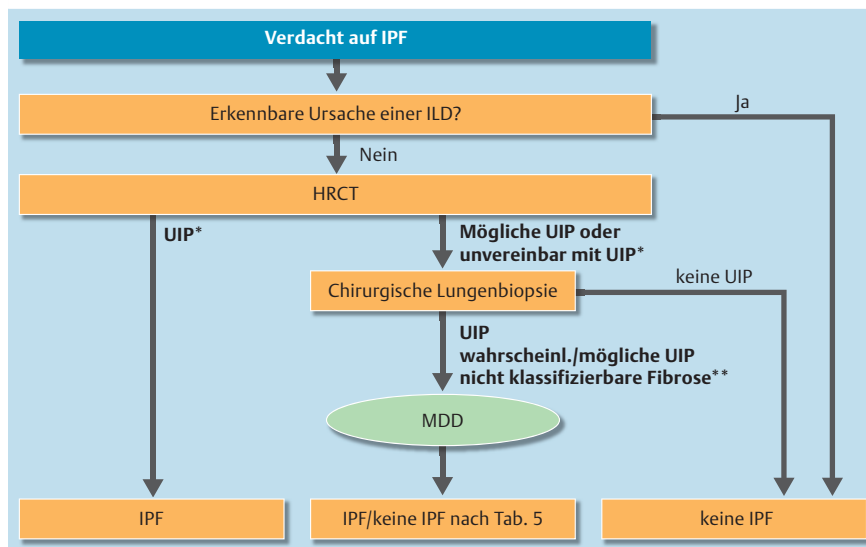 Verdacht auf IPF
Erkennbare Ursache einer ILD?
Ja
Nein
HRCT
UIP*
Mögliche UIP oder
unvereinbar mit UIP*
keine UIP
Chirurgische Lungenbiopsie
UIP
wahrscheinl./mögliche UIP
nicht klassifizierbare Fibrose**
MDD
IPF
IPF/keine IPF nach Tab. 5
keine IPF